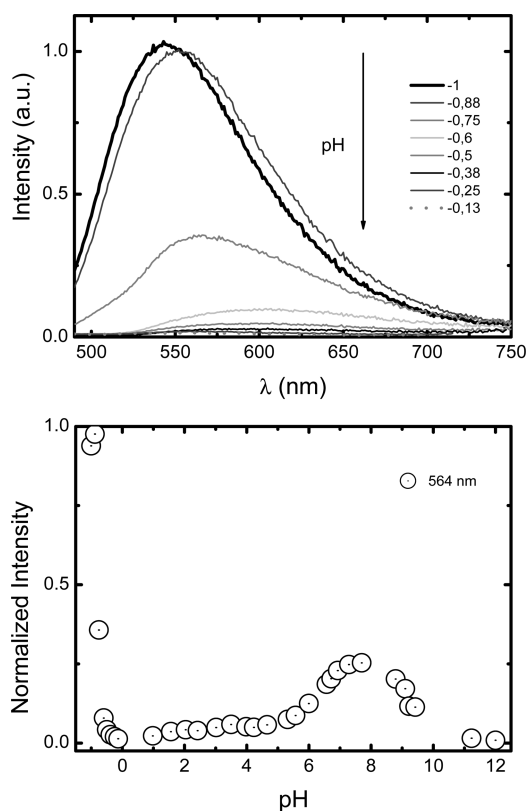 1.0
0.5
0.0
Intensity (a.u.)
pH
-1
-0,88
-0,75
-0,6
-0,5
-0,38
-0,25
-0,13
500 550 600 650 700 750
λ (nm)
1.0
0.5
0.0
Normalized Intensity
564 nm
0 2 4 6 8 10 12
pH